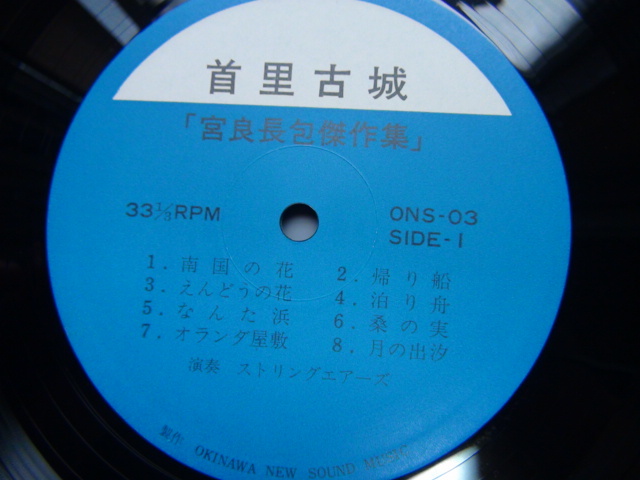 首里古城
「宮良長包傑作集」
33⅓RPM ONS-03
SIDE-1
1．南国の花 2．帰り船
3．えんどうの花 4．泊り舟
5．なんた浜 6．桑の実
7．オランダ屋敷 8．月の出汐
演奏 ストリングエアーズ
製作 OKINAWA NEW SOUND MUSIC